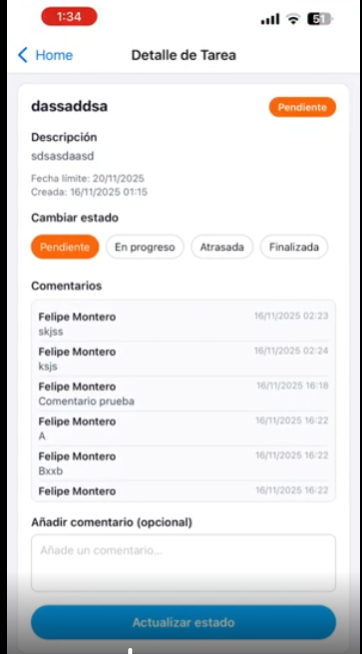 1:34
51
Home
Detalle de Tarea
dassaddsa
Pendiente
Descripción
sdsasdaasd
Fecha límite: 20/11/2025
Creada: 16/11/2025 01:15
Cambiar estado
Pendiente En progreso Atrasada Finalizada
Comentarios
Felipe Montero 16/11/2025 02:23
skjss
Felipe Montero 16/11/2025 02:24
ksjs
Felipe Montero 16/11/2025 16:18
Comentario prueba
Felipe Montero 16/11/2025 16:22
A
Felipe Montero 16/11/2025 16:22
Bxxb
Felipe Montero 16/11/2025 16:22
Añadir comentario (opcional)
Añade un comentario...
Actualizar estado